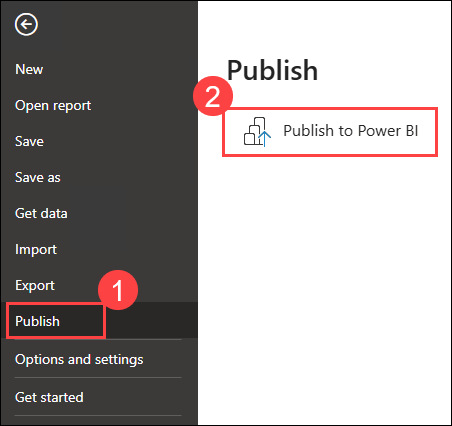 New
Open report
Save
Save as
Get data
Import
Export
1
Publish
Options and settings
Get started
Publish
2
Publish to Power BI